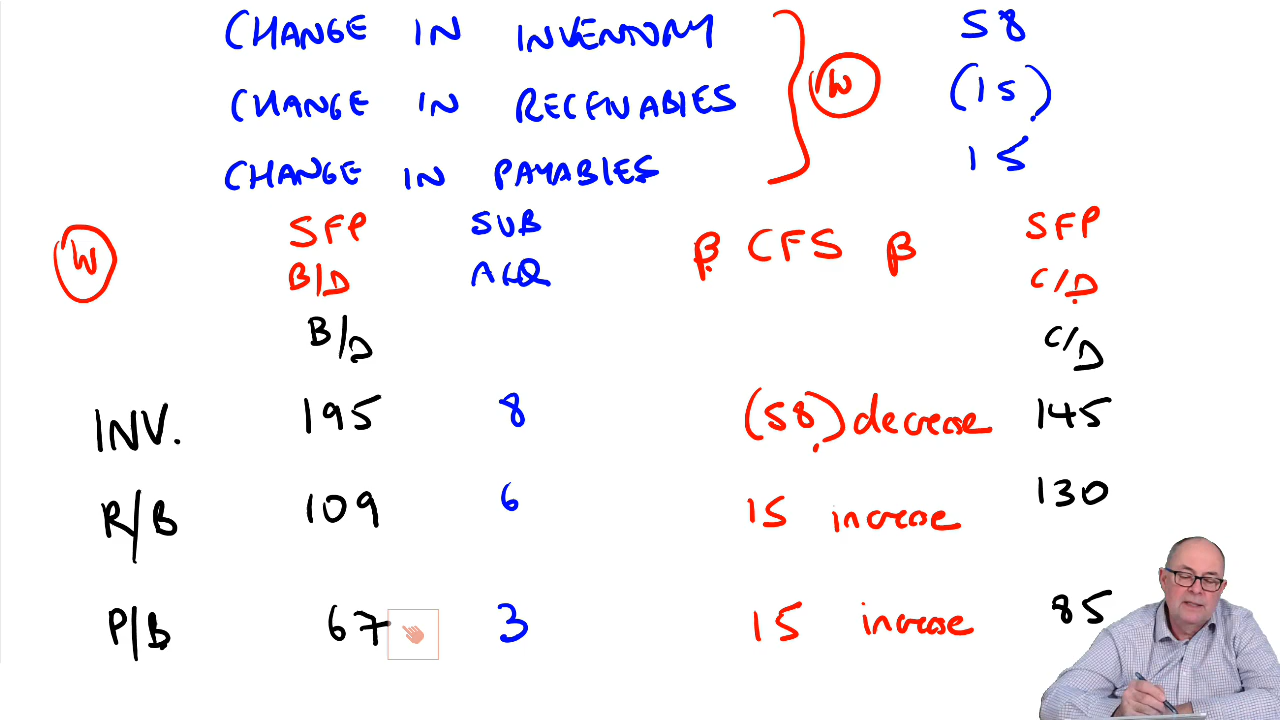 CHANGE IN INVENTORY 58
CHANGE IN RECEIVABLES W (15)
CHANGE IN PAYABLES 15
W SFP SUB β CFS β SFP
B/D ACQ C/D
B/D C/D
INV. 195 8 (58) decrease 145
R/B 109 6 15 increase 130
P/B 67 3 15 increase 85